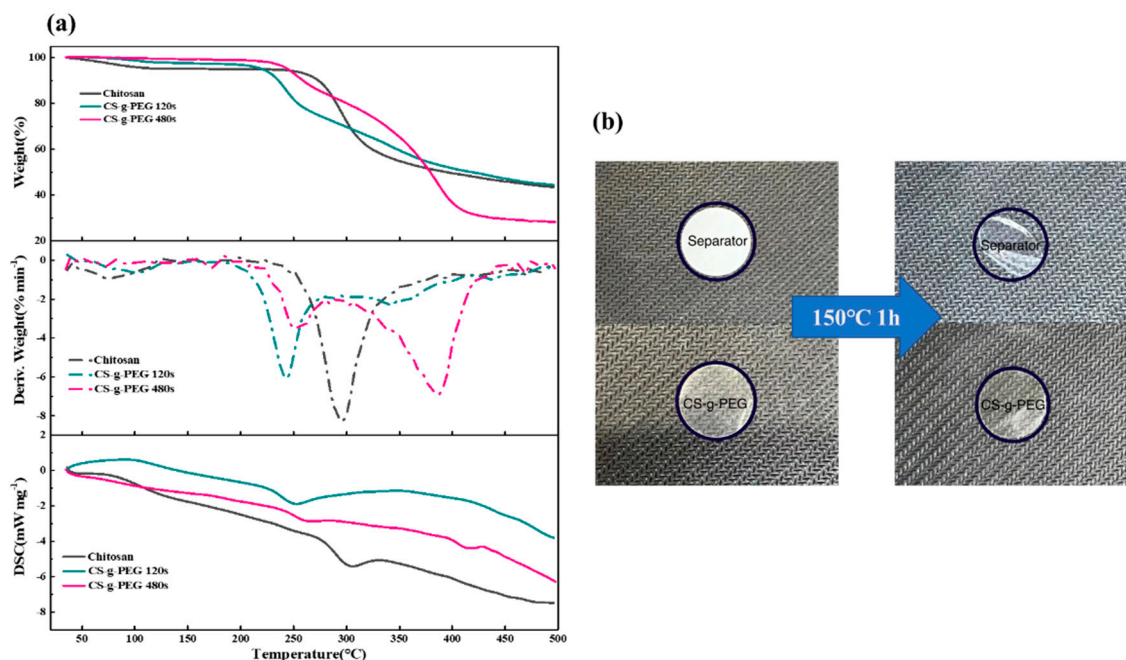 (a)
100
80
60
40
20
Weight(%)
Chitosan
CS-g-PEG 120s
CS-g-PEG 480s
0
-2
-4
-6
-8
Deriv. Weight(% min⁻¹)
Chitosan
CS-g-PEG 120s
CS-g-PEG 480s
2
0
-2
-4
-6
-8
DSC(mW mg⁻¹)
Chitosan
CS-g-PEG 120s
CS-g-PEG 480s
50 100 150 200 250 300 350 400 450 500
Temperature(°C)
(b)
Separator
CS-g-PEG
150°C 1h
Separator
CS-g-PEG